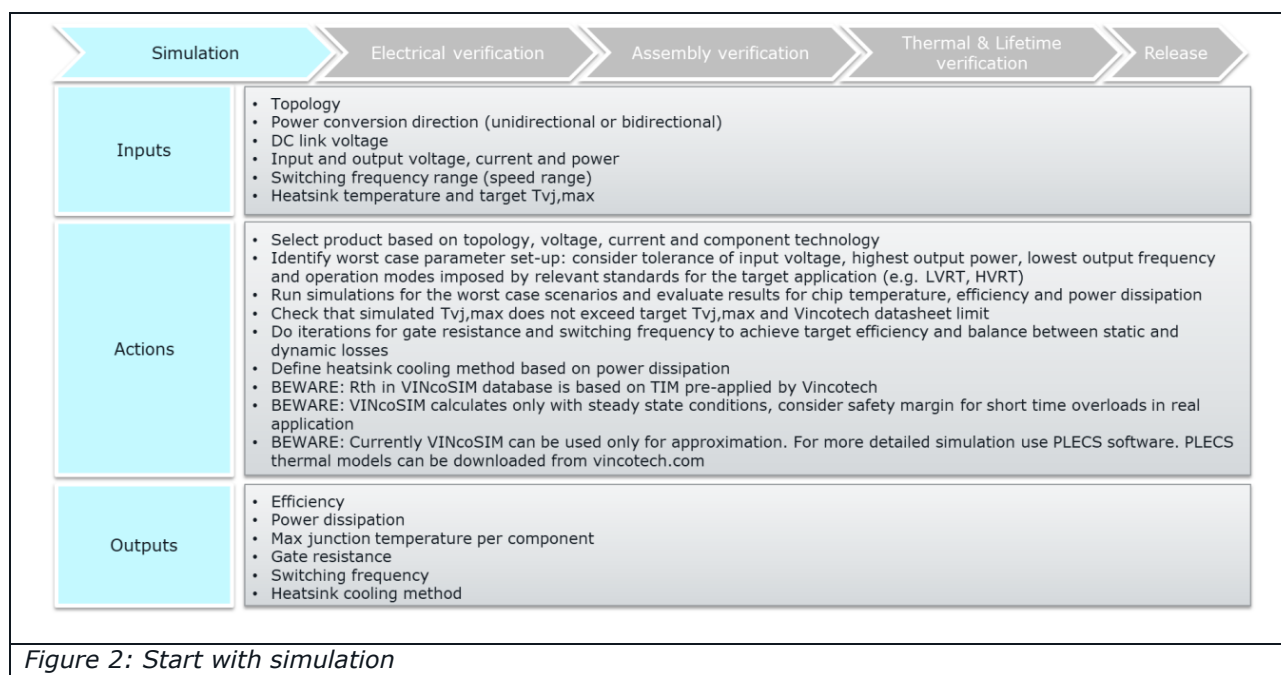 Simulation
Electrical verification
Assembly verification
Thermal & Lifetime
verification
Release
Inputs
• Topology
• Power conversion direction (unidirectional or bidirectional)
• DC link voltage
• Input and output voltage, current and power
• Switching frequency range (speed range)
• Heatsink temperature and target Tvj,max
Actions
• Select product based on topology, voltage, current and component technology
• Identify worst case parameter set-up: consider tolerance of input voltage, highest output power, lowest output frequency
and operation modes imposed by relevant standards for the target application (e.g. LVRT, HVRT)
• Run simulations for the worst case scenarios and evaluate results for chip temperature, efficiency and power dissipation
• Check that simulated Tvj,max does not exceed target Tvj,max and Vincotech datasheet limit
• Do iterations for gate resistance and switching frequency to achieve target efficiency and balance between static and
dynamic losses
• Define heatsink cooling method based on power dissipation
• BEWARE: Rth in VINcoSIM database is based on TIM pre-applied by Vincotech
• BEWARE: VINcoSIM calculates only with steady state conditions, consider safety margin for short time overloads in real
application
• BEWARE: Currently VINcoSIM can be used only for approximation. For more detailed simulation use PLECS software. PLECS
thermal models can be downloaded from vincotech.com
Outputs
• Efficiency
• Power dissipation
• Max junction temperature per component
• Gate resistance
• Switching frequency
• Heatsink cooling method
Figure 2: Start with simulation